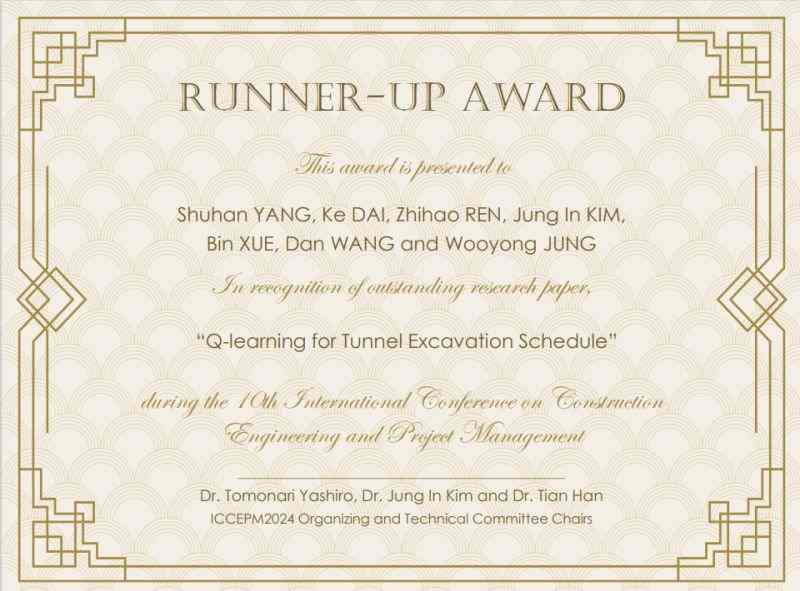 RUNNER-UP AWARD
This award is presented to
Shuhan YANG, Ke DAI, Zhihao REN, Jung In KIM,
Bin XUE, Dan WANG and Wooyong JUNG
In recognition of outstanding research paper,
“Q-learning for Tunnel Excavation Schedule”
during the 10th International Conference on Construction
Engineering and Project Management
Dr. Tomonari Yashiro, Dr. Jung In Kim and Dr. Tian Han
ICCEPM2024 Organizing and Technical Committee Chairs